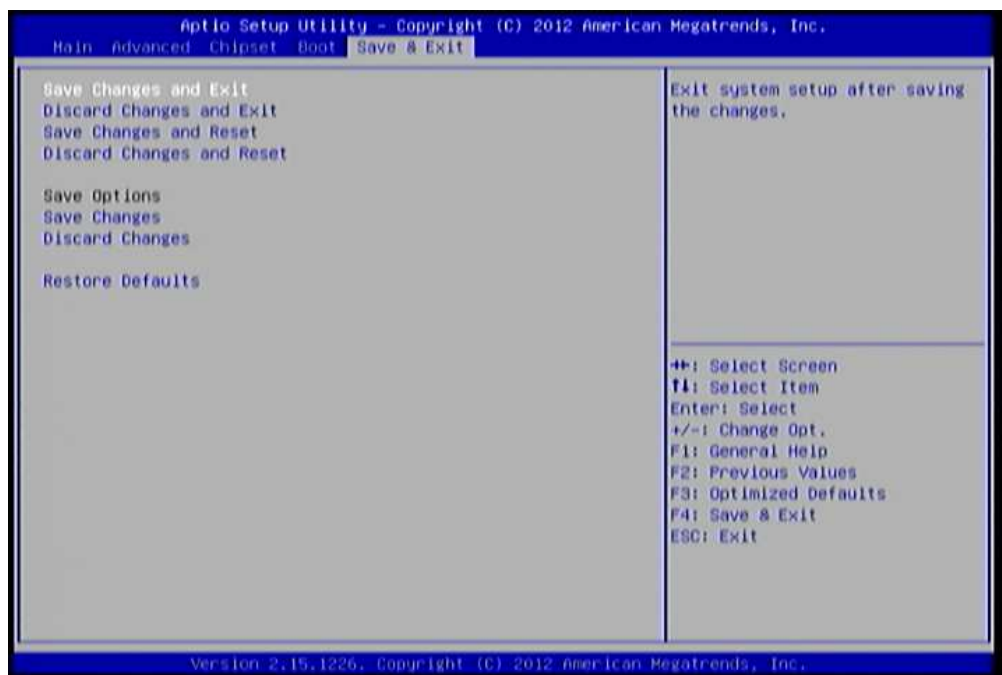 Aptio Setup Utility – Copyright (C) 2012 American Megatrends, Inc.
Main Advanced Chipset Boot Save & Exit
Save Changes and Exit
Discard Changes and Exit
Save Changes and Reset
Discard Changes and Reset
Save Options
Save Changes
Discard Changes
Restore Defaults
Exit system setup after saving
the changes.
→←: Select Screen
↑↓: Select Item
Enter: Select
+/-: Change Opt.
F1: General Help
F2: Previous Values
F3: Optimized Defaults
F4: Save & Exit
ESC: Exit
Version 2.15.1226. Copyright (C) 2012 American Megatrends, Inc.